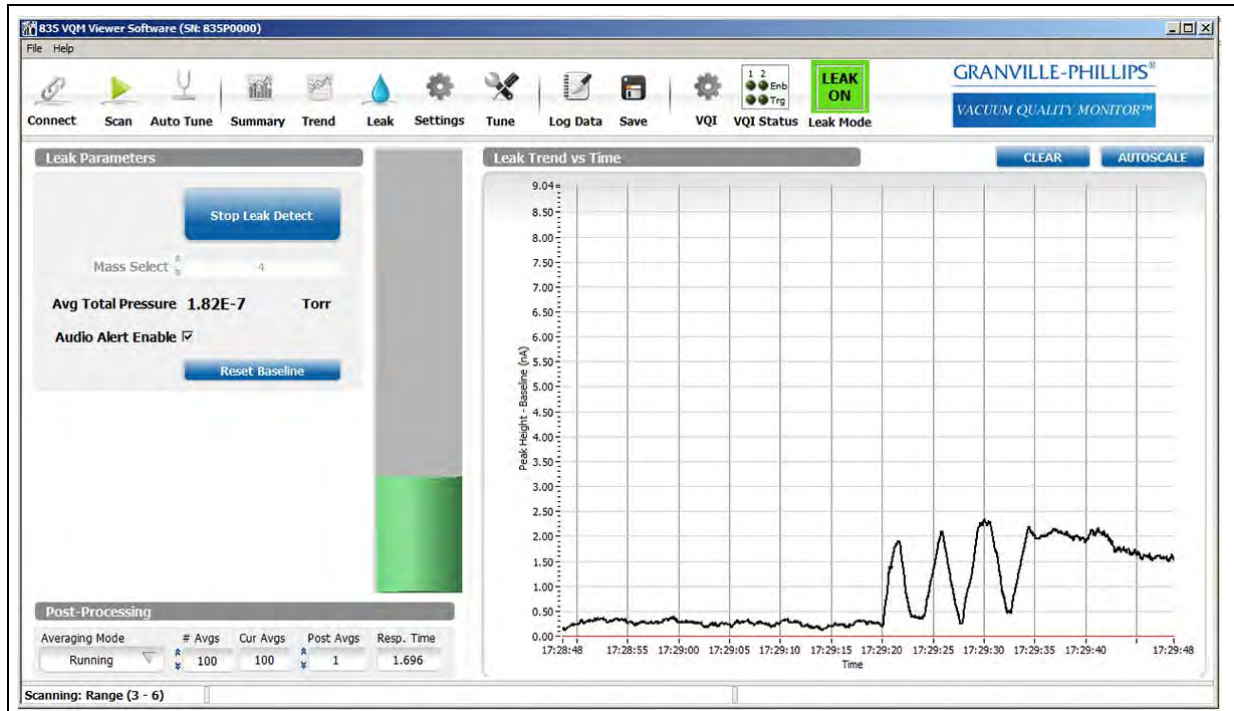 835 VQM Viewer Software (SN: 835P0000)
File Help
Connect Scan Auto Tune Summary Trend Leak Settings Tune Log Data Save VQI VQI Status Leak Mode
1 2
Enb
Trg
LEAK
ON
GRANVILLE-PHILLIPS®
VACUUM QUALITY MONITOR™
Leak Parameters
Stop Leak Detect
Mass Select 4
Avg Total Pressure 1.82E-7 Torr
Audio Alert Enable
Reset Baseline
Leak Trend vs Time
CLEAR AUTOSCALE
Peak Height - Baseline (nA)
9.04
8.50
8.00
7.50
7.00
6.50
6.00
5.50
5.00
4.50
4.00
3.50
3.00
2.50
2.00
1.50
1.00
0.50
0.00
17:28:48 17:28:55 17:29:00 17:29:05 17:29:10 17:29:15 17:29:20 17:29:25 17:29:30 17:29:35 17:29:40 17:29:48
Time
Post-Processing
Averaging Mode # Avgs Cur Avgs Post Avgs Resp. Time
Running 100 100 1 1.696
Scanning: Range (3 - 6)